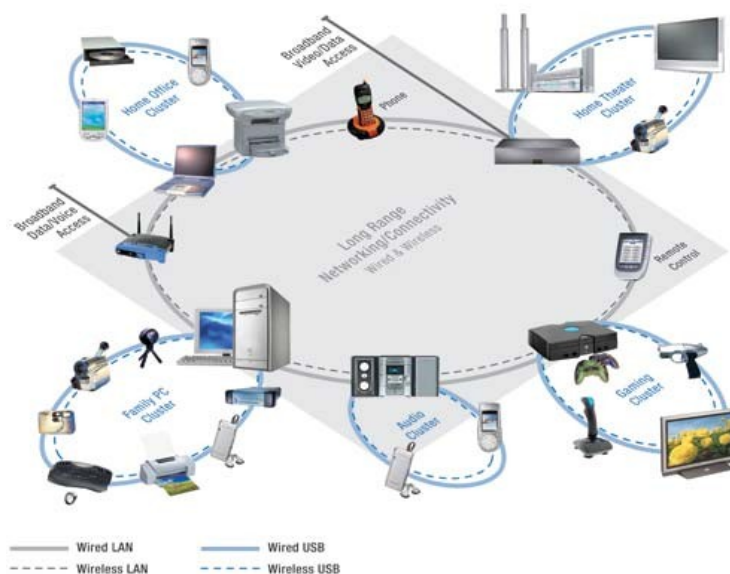 Home Office
Cluster
Broadband
Video/Data
Access
Phone
Home Theater
Cluster
Broadband
Data/Voice
Access
Long Range
Networking/Connectivity
Wired & Wireless
Remote
Control
Family PC
Cluster
Audio
Cluster
Gaming
Cluster
Wired LAN
Wired USB
Wireless LAN
Wireless USB